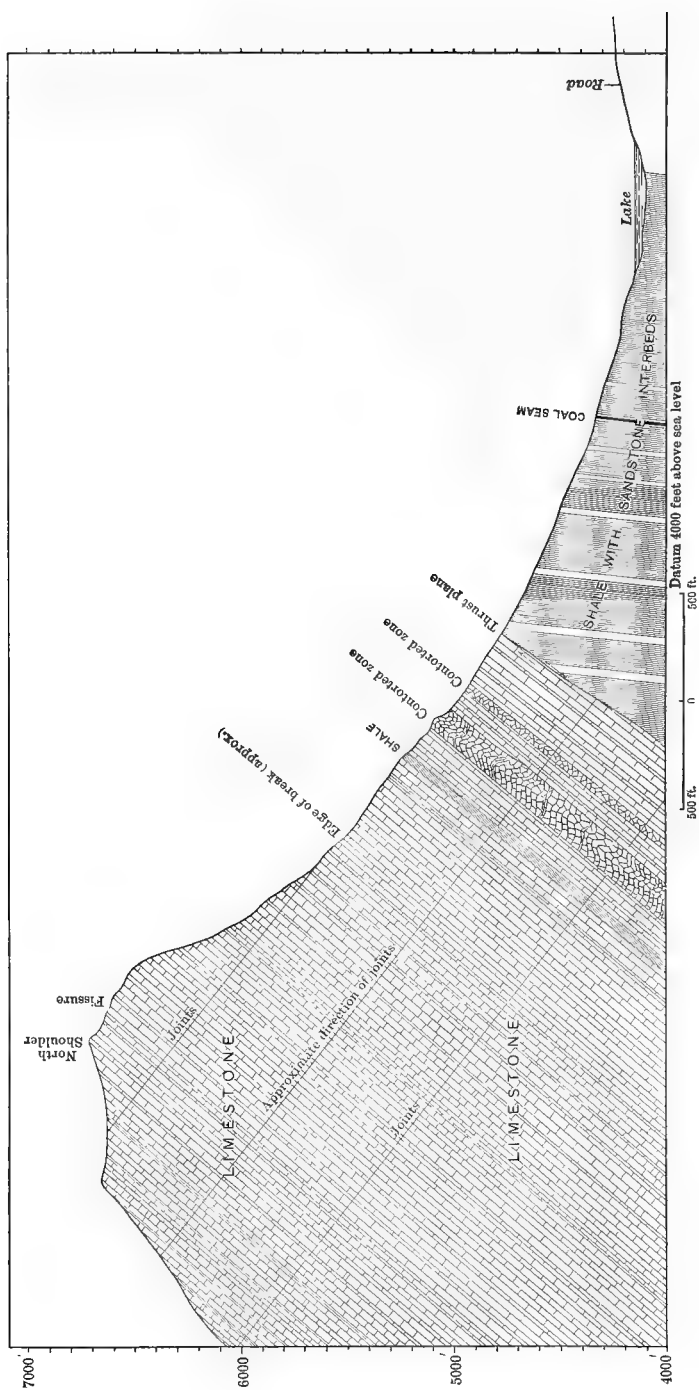 7000'
6000'
5000'
4000'
North
Shoulder
Fissure
Edge of break (approx.)
SHALE
Contorted zone
Contorted zone
Thrust plane
COAL SEAM
Lake
Road
Joints
Approximate direction of joints
Joints
LIMESTONE
LIMESTONE
SHALE WITH SANDSTONE INTERBEDS
Datum 4000 feet above sea level
500 ft.
0
500 ft.